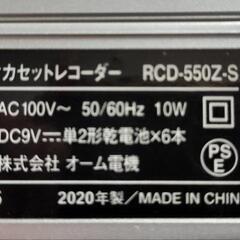 カセットレコーダー RCD-550Z-S
AC100V～ 50/60Hz 10W
DC9V⎓単2形乾電池×6本
株式会社 オーム電機
PS
E
2020年製/MADE IN CHIN